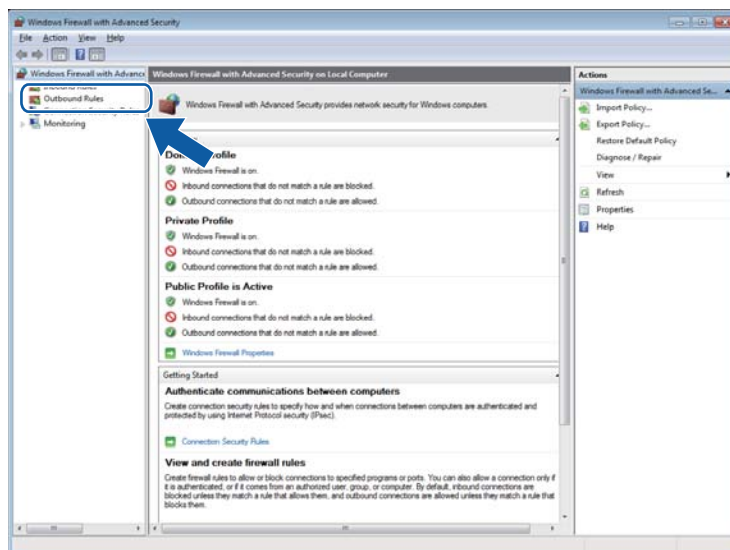 Windows Firewall with Advanced Security
File Action View Help
Windows Firewall with Advanc
Windows Firewall with Advanced Security on Local Computer
Actions
Inbound Rules
Outbound Rules
Monitoring
Windows Firewall with Advanced Security provides network security for Windows computers.
Domain Profile
Windows Firewall is on.
Inbound connections that do not match a rule are blocked.
Outbound connections that do not match a rule are allowed.
Private Profile
Windows Firewall is on.
Inbound connections that do not match a rule are blocked.
Outbound connections that do not match a rule are allowed.
Public Profile is Active
Windows Firewall is on.
Inbound connections that do not match a rule are blocked.
Outbound connections that do not match a rule are allowed.
Windows Firewall Properties
Getting Started
Authenticate communications between computers
Create connection security rules to specify how and when connections between computers are authenticated and
protected by using Internet Protocol security (IPsec).
Connection Security Rules
View and create firewall rules
Create firewall rules to allow or block connections to specified programs or ports. You can also allow a connection only if
it is authenticated, or if it comes from an authorized user, group, or computer. By default, inbound connections are
blocked unless they match a rule that allows them, and outbound connections are allowed unless they match a rule that
blocks them.
Windows Firewall with Advanced Se...
Import Policy...
Export Policy...
Restore Default Policy
Diagnose / Repair
View
Refresh
Properties
Help